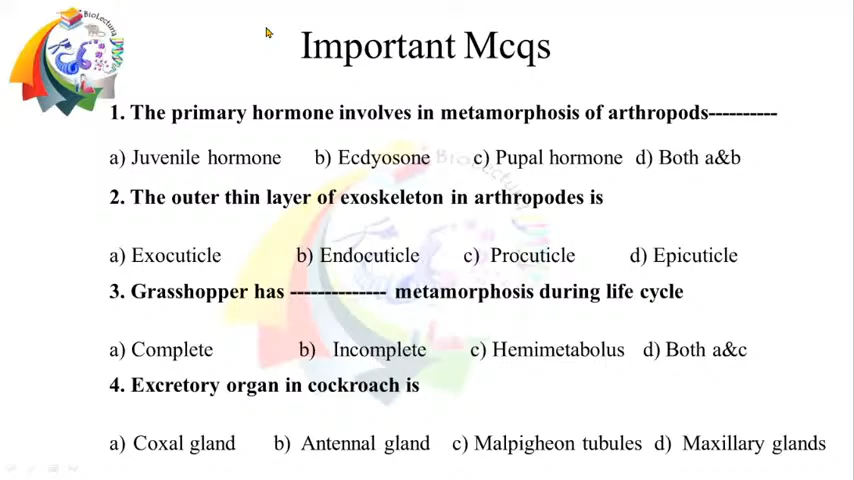 BioLectura
Important Mcqs
1. The primary hormone involves in metamorphosis of arthropods----------
a) Juvenile hormone b) Ecdyosone c) Pupal hormone d) Both a&b
2. The outer thin layer of exoskeleton in arthropodes is
a) Exocuticle b) Endocuticle c) Procuticle d) Epicuticle
3. Grasshopper has -------------- metamorphosis during life cycle
a) Complete b) Incomplete c) Hemimetabolus d) Both a&c
4. Excretory organ in cockroach is
a) Coxal gland b) Antennal gland c) Malpigheon tubules d) Maxillary glands